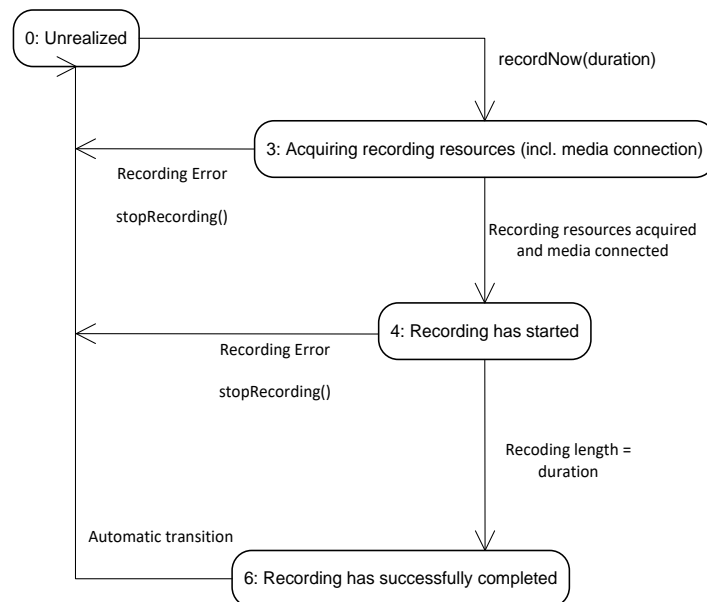 0: Unrealized
recordNow(duration)
3: Acquiring recording resources (incl. media connection)
Recording Error
stopRecording()
Recording resources acquired
and media connected
4: Recording has started
Recording Error
stopRecording()
Recoding length =
duration
Automatic transition
6: Recording has successfully completed